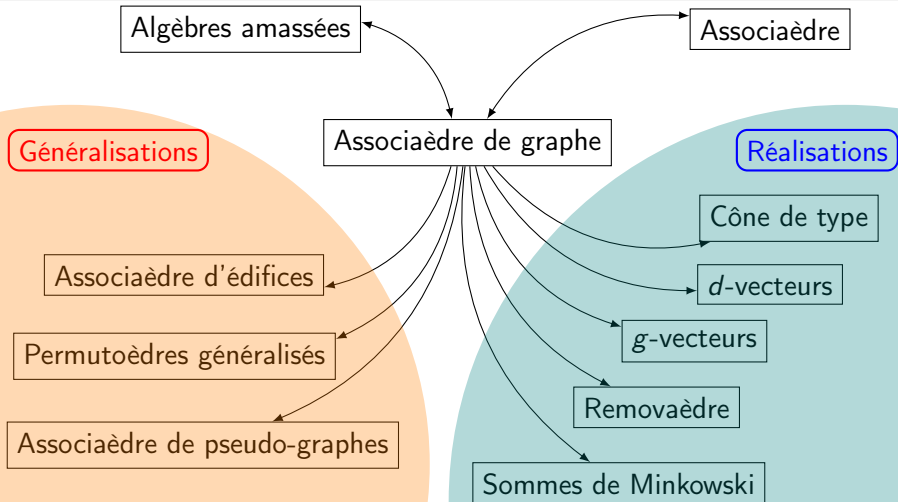 Algèbres amassées
Associaèdre
Associaèdre de graphe
Généralisations
Réalisations
Cône de type
Associaèdre d'édifices
d-vecteurs
g-vecteurs
Permutoèdres généralisés
Removaèdre
Associaèdre de pseudo-graphes
Sommes de Minkowski